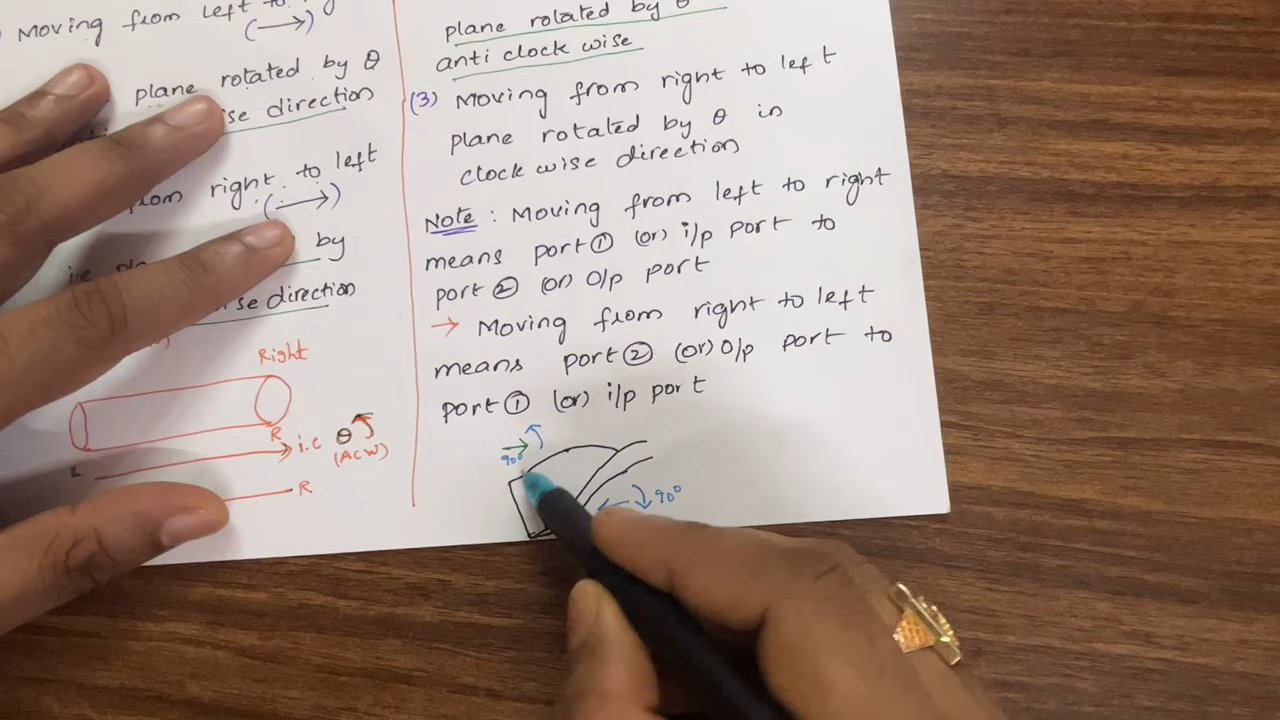 Moving from left to
(→)
plane rotated by θ
se direction
from right to left
(→)
i.e by
se direction
Right
R
i.e θ
(ACW)
R
plane rotated by θ
anti clock wise
(3) Moving from right to left
plane rotated by θ in
clock wise direction
Note : Moving from left to right
means port ① (or) i/p port to
port ② (or) o/p port
→ Moving from right to left
means port ② (or) o/p port to
port ① (or) i/p port
90°
90°